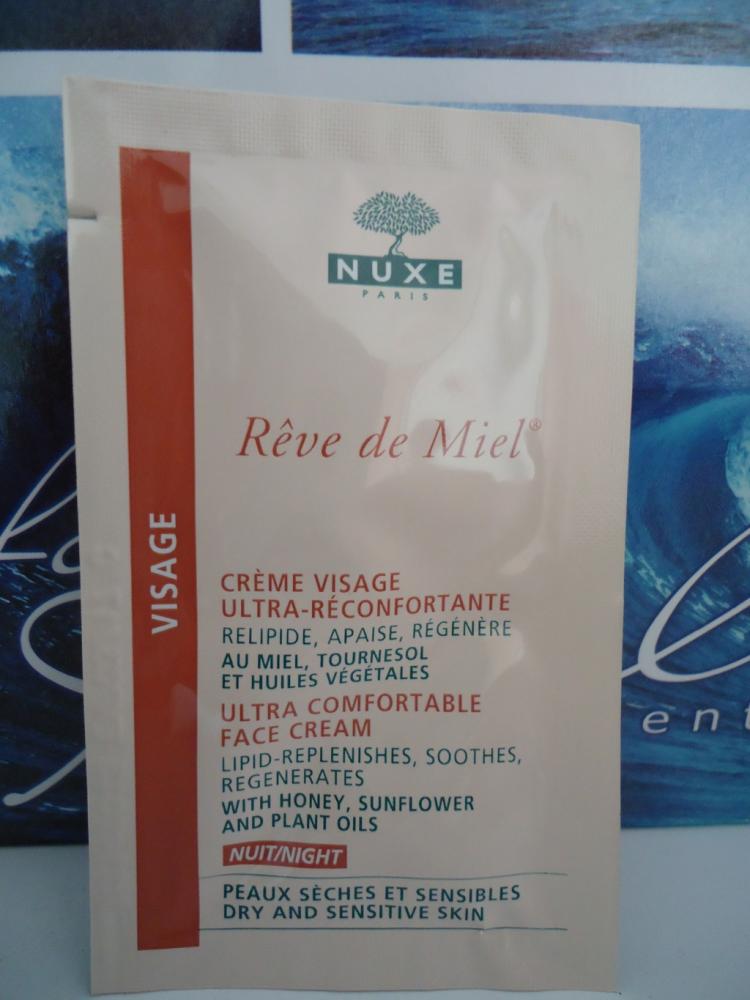 NUXE
PARIS
Rêve de Miel®
VISAGE
CRÈME VISAGE
ULTRA-RÉCONFORTANTE
RELIPIDE, APAISE, RÉGÉNÈRE
AU MIEL, TOURNESOL
ET HUILES VÉGÉTALES
ULTRA COMFORTABLE
FACE CREAM
LIPID-REPLENISHES, SOOTHES,
REGENERATES
WITH HONEY, SUNFLOWER
AND PLANT OILS
NUIT/NIGHT
PEAUX SÈCHES ET SENSIBLES
DRY AND SENSITIVE SKIN
ent